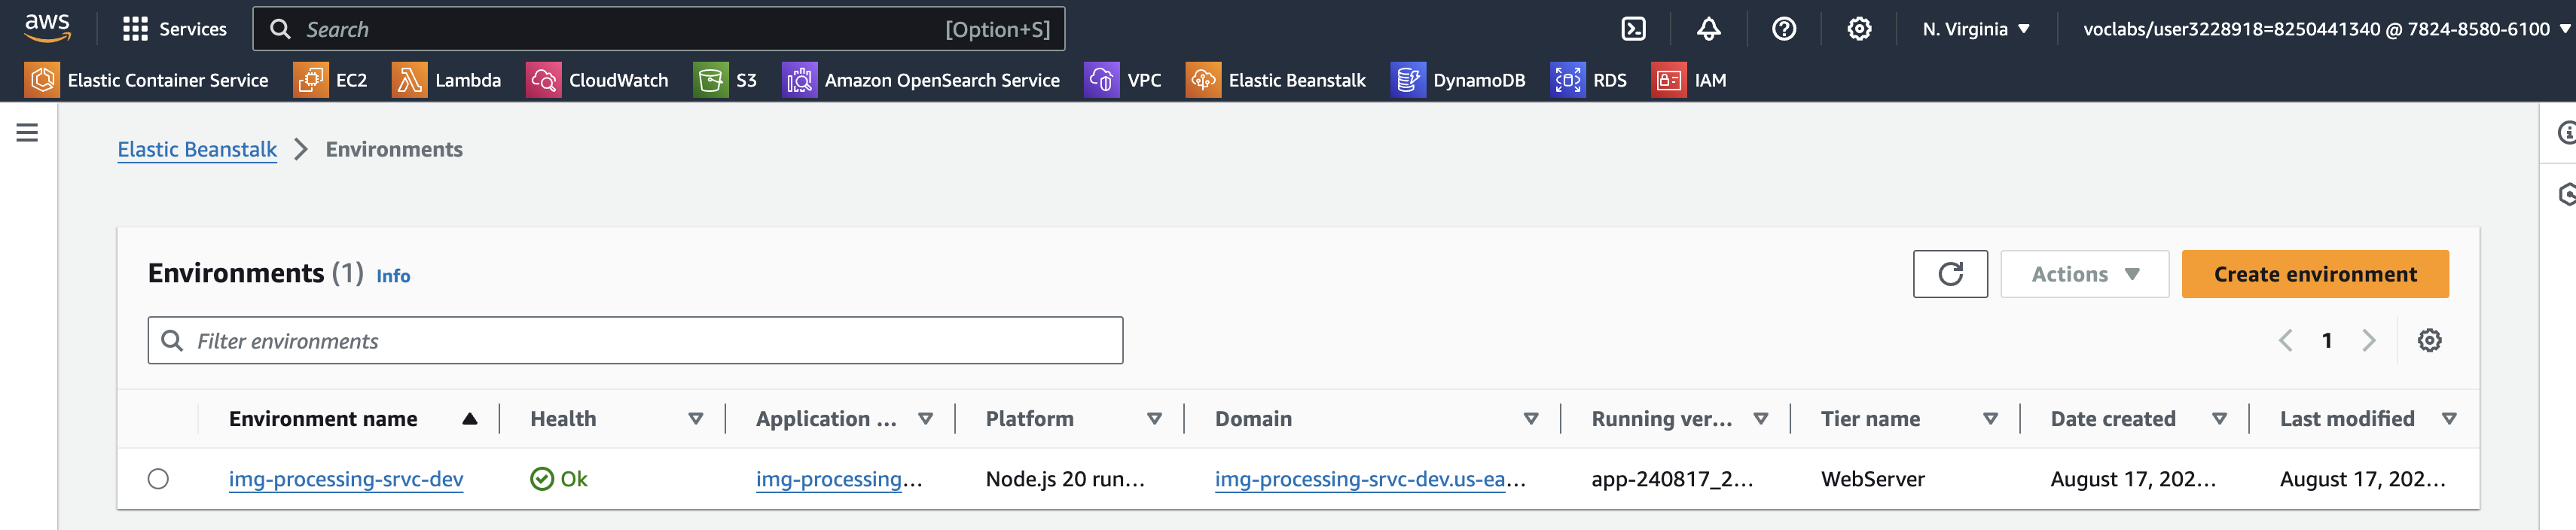 aws Services Search [Option+S] N. Virginia voclabs/user3228918=8250441340 @ 7824-8580-6100
Elastic Container Service EC2 Lambda CloudWatch S3 Amazon OpenSearch Service VPC Elastic Beanstalk DynamoDB RDS IAM
Elastic Beanstalk > Environments
Environments (1) Info Actions Create environment
Filter environments 1
Environment name Health Application ... Platform Domain Running ver... Tier name Date created Last modified
img-processing-srvc-dev Ok img-processing... Node.js 20 run... img-processing-srvc-dev.us-ea... app-240817_2... WebServer August 17, 202... August 17, 202...